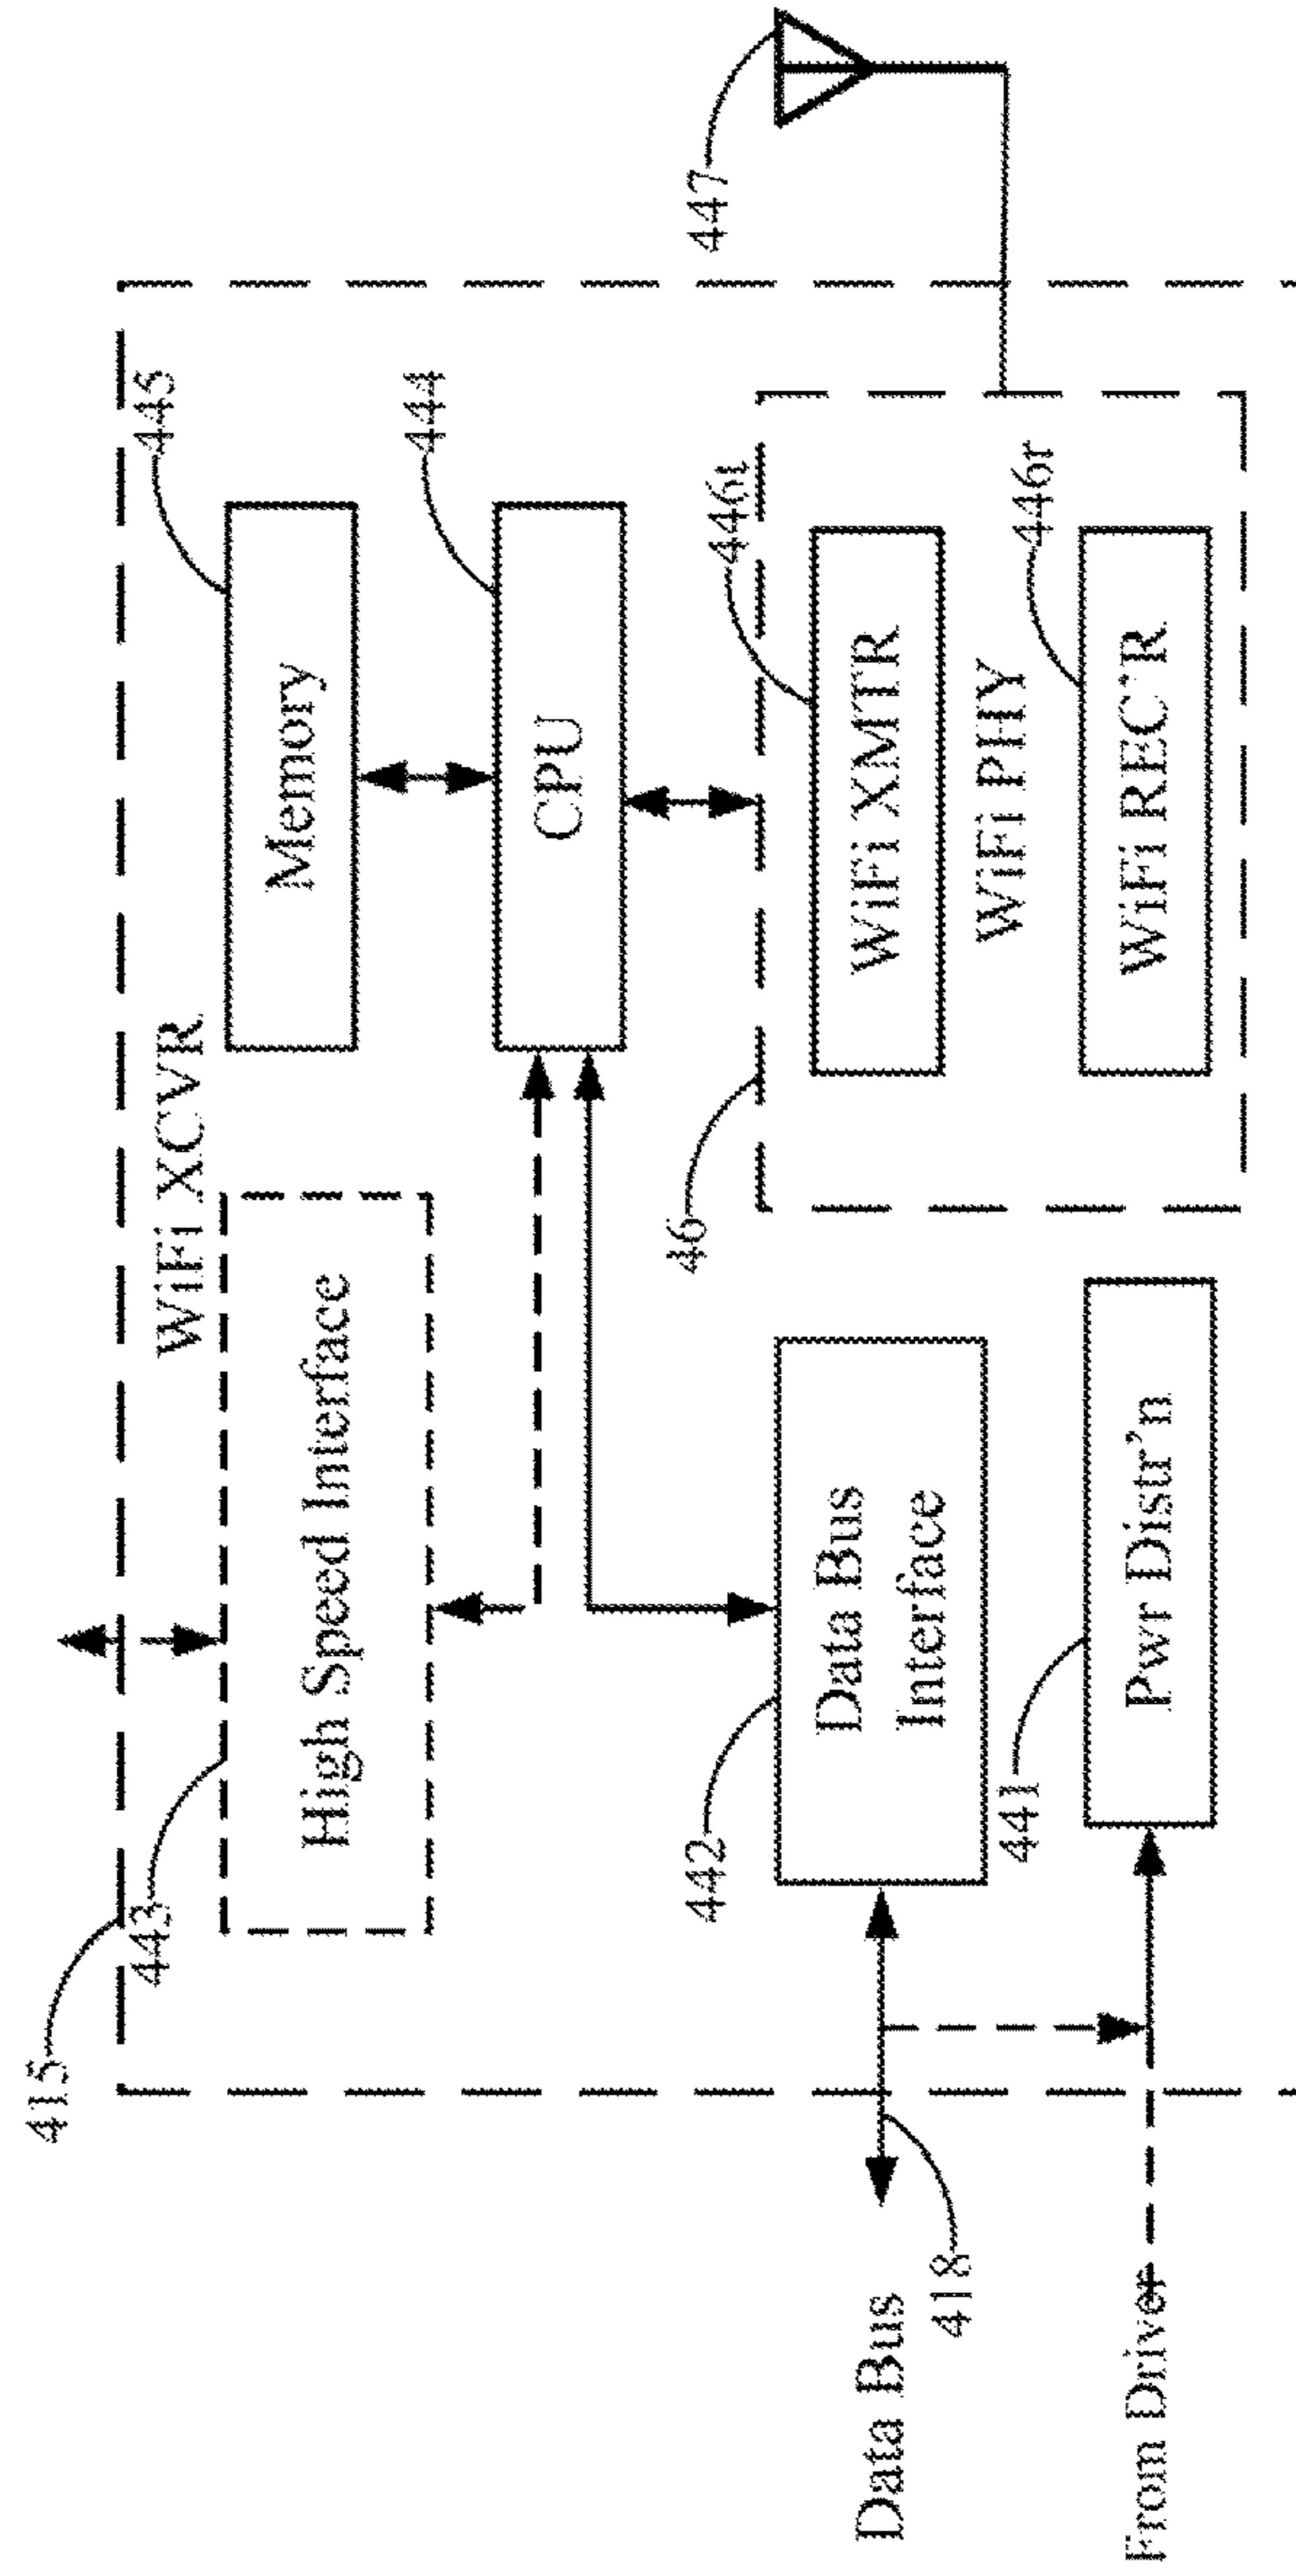 415
443
WiFi XCVR
445
High Speed Interface
Memory
444
CPU
447
46
446t
442
Data Bus
Interface
WiFi XMTR
WiFi PHY
Data Bus
418
441
446r
Pwr Distr'n
WiFi REC'R
From Driver